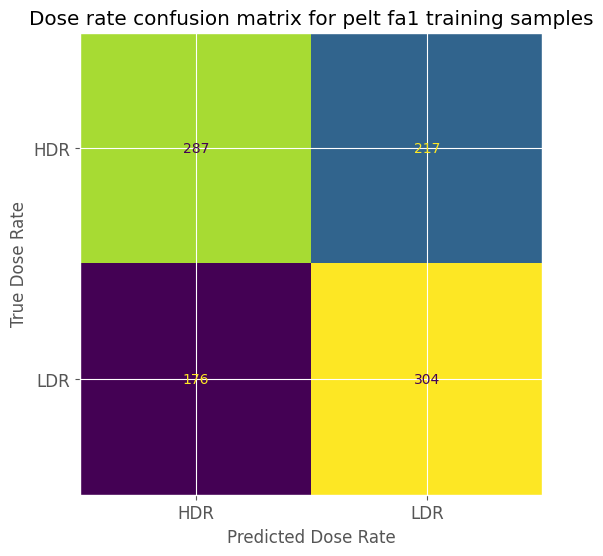 Dose rate confusion matrix for pelt fa1 training samples
HDR
287
217
True Dose Rate
LDR
176
304
HDR
LDR
Predicted Dose Rate